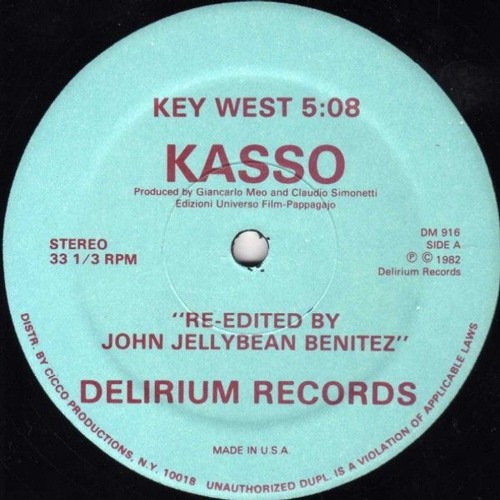 KEY WEST 5:08
KASSO
Produced by Giancarlo Meo and Claudio Simonetti
Edizioni Universo Film-Pappagajo
STEREO
33 1/3 RPM
DM 916
SIDE A
Ⓟ © 1982
Delirium Records
"RE-EDITED BY
JOHN JELLYBEAN BENITEZ"
DELIRIUM RECORDS
MADE IN U.S.A.
DISTR. BY CICCO PRODUCTIONS, N.Y. 10018 UNAUTHORIZED DUPL. IS A VIOLATION OF APPLICABLE LAWS